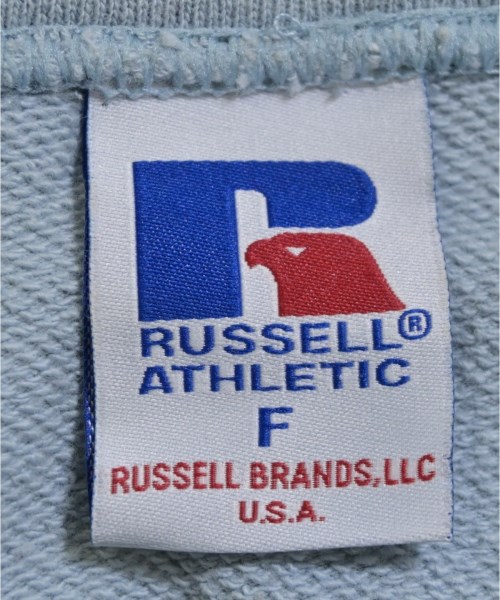 RUSSELL®
ATHLETIC
F
RUSSELL BRANDS, LLC
U.S.A.